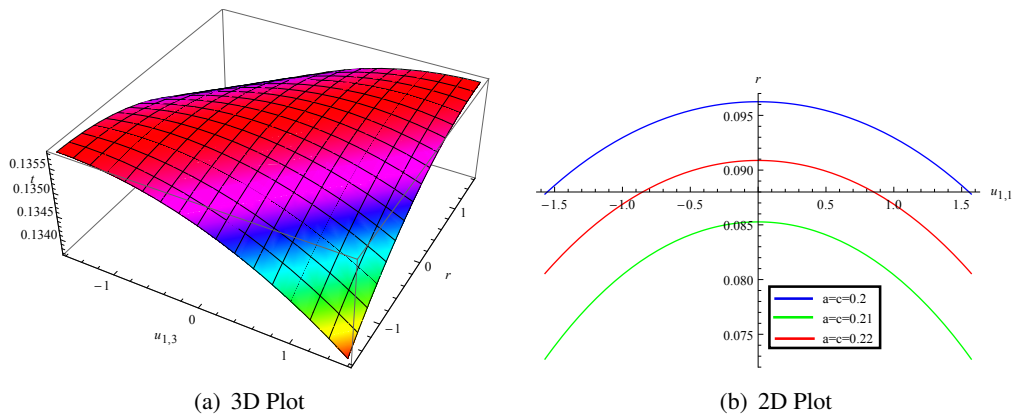 0.1355
t
0.1350
0.1345
0.1340
−1
0
1
u1,3
−1
0
1
r
r
0.095
0.090
0.085
0.080
0.075
−1.5
−1.0
−0.5
0.5
1.0
1.5
u1,1
a=c=0.2
a=c=0.21
a=c=0.22
(a) 3D Plot
(b) 2D Plot